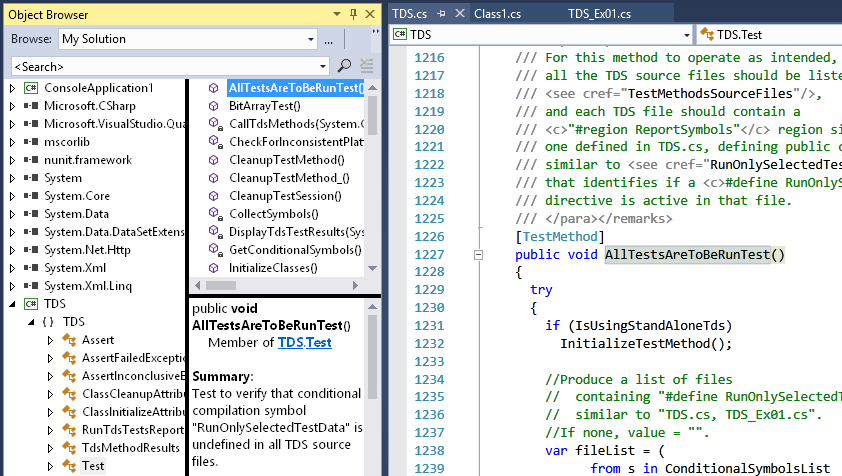 Object Browser
Browse: My Solution ...
<Search>
ConsoleApplication1
Microsoft.CSharp
Microsoft.VisualStudio.Qua
mscorlib
nunit.framework
System
System.Core
System.Data
System.Data.DataSetExten
System.Net.Http
System.Xml
System.Xml.Linq
C# TDS
{ } TDS
Assert
AssertFailedExceptio
AssertInconclusiveE
ClassCleanupAttribu
ClassInitializeAttribu
RunTdsTestsReport
TdsMethodResults
Test
AllTestsAreToBeRunTest()
BitArrayTest()
CallTdsMethods(System.C
CheckForInconsistentPlat
CleanupTestMethod()
CleanupTestMethod_()
CleanupTestSession()
CollectSymbols()
DisplayTdsTestResults(Sys
GetConditionalSymbols()
InitializeClasses()
public void
AllTestsAreToBeRunTest()
Member of TDS.Test
Summary:
Test to verify that conditional
compilation symbol
"RunOnlySelectedTestData" is
undefined in all TDS source
files.
TDS.cs Class1.cs TDS_Ex01.cs
C# TDS TDS.Test
1216 /// For this method to operate as intended,
1217 /// all the TDS source files should be liste
1218 /// <see cref="TestMethodsSourceFiles"/>,
1219 /// and each TDS file should contain a
1220 /// <c>"#region ReportSymbols"</c> region si
1221 /// one defined in TDS.cs, defining public c
1222 /// similar to <see cref="RunOnlySelectedTes
1223 /// that identifies if a <c>#define RunOnlyS
1224 /// directive is active in that file.
1225 /// </para></remarks>
1226 [TestMethod]
1227 public void AllTestsAreToBeRunTest()
1228 {
1229 try
1230 {
1231 if (IsUsingStandAloneTds)
1232 InitializeTestMethod();
1233
1234 //Produce a list of files
1235 // containing "#define RunOnlySelectedT
1236 // similar to "TDS.cs, TDS_Ex01.cs".
1237 //If none, value = "".
1238 var fileList = (
1239 from s in ConditionalSymbolsList